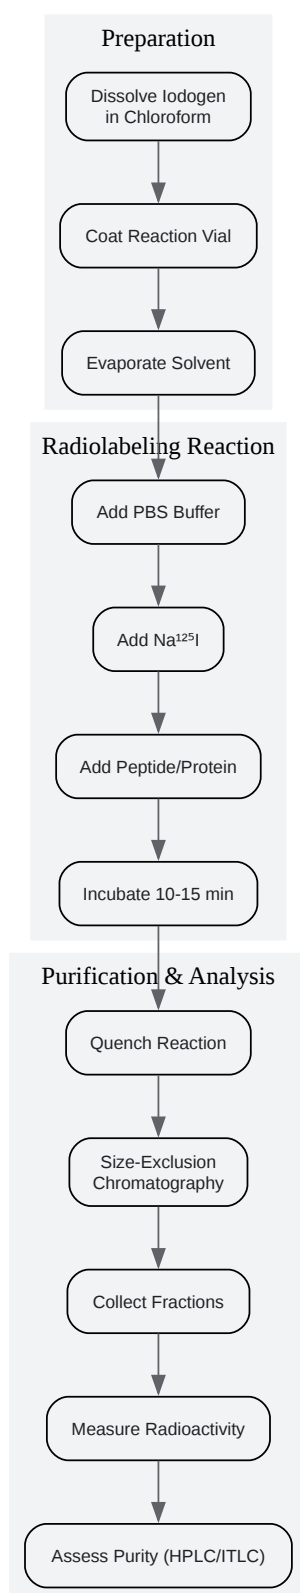 Preparation
Dissolve Iodogen
in Chloroform
Coat Reaction Vial
Evaporate Solvent
Radiolabeling Reaction
Add PBS Buffer
Add Na¹²⁵I
Add Peptide/Protein
Incubate 10-15 min
Purification & Analysis
Quench Reaction
Size-Exclusion
Chromatography
Collect Fractions
Measure Radioactivity
Assess Purity (HPLC/ITLC)